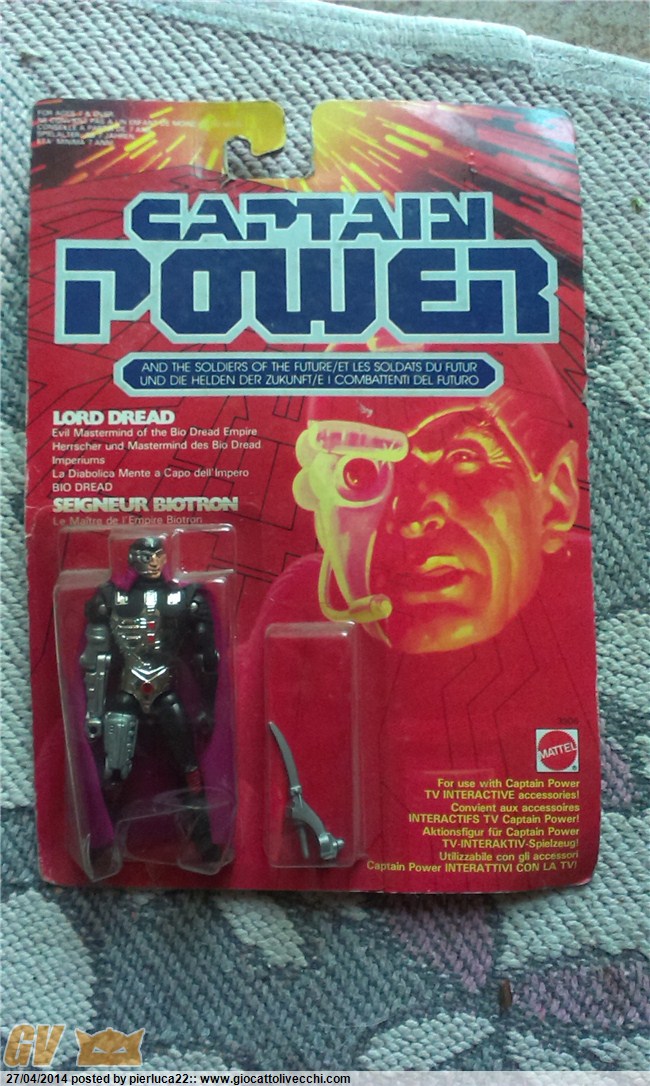 FOR AGES 7 & OVER
CAPTAIN
POWER
AND THE SOLDIERS OF THE FUTURE/ET LES SOLDATS DU FUTUR
UND DIE HELDEN DER ZUKUNFT/E I COMBATTENTI DEL FUTURO
LORD DREAD
Evil Mastermind of the Bio Dread Empire
Herrscher und Mastermind des Bio Dread
Imperiums
La Diabolica Mente a Capo dell'Impero
BIO DREAD
SEIGNEUR BIOTRON
Le Maître de l'Empire Biotron
MATTEL
For use with Captain Power
TV INTERACTIVE accessories!
Convient aux accessoires
INTERACTIFS TV Captain Power!
Aktionsfigur für Captain Power
TV-INTERAKTIV-Spielzeug!
Utilizzabile con gli accessori
Captain Power INTERATTIVI CON LA TV!
GV
27/04/2014 posted by pierluca22:: www.giocattolivecchi.com